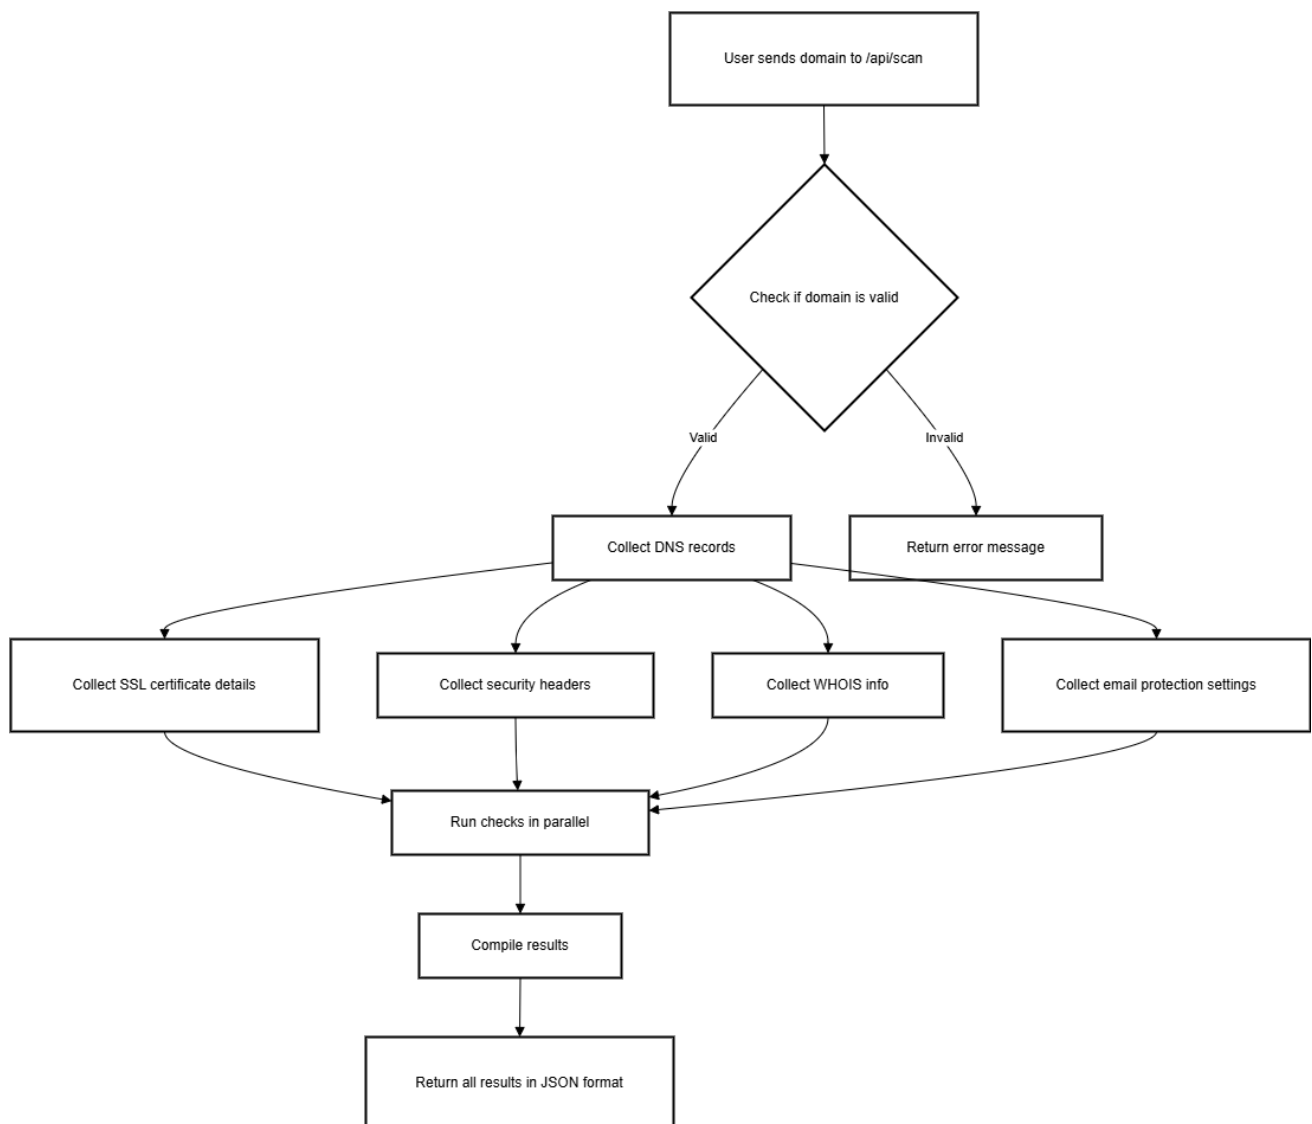 User sends domain to /api/scan
Check if domain is valid
Valid
Invalid
Collect DNS records
Return error message
Collect SSL certificate details
Collect security headers
Collect WHOIS info
Collect email protection settings
Run checks in parallel
Compile results
Return all results in JSON format